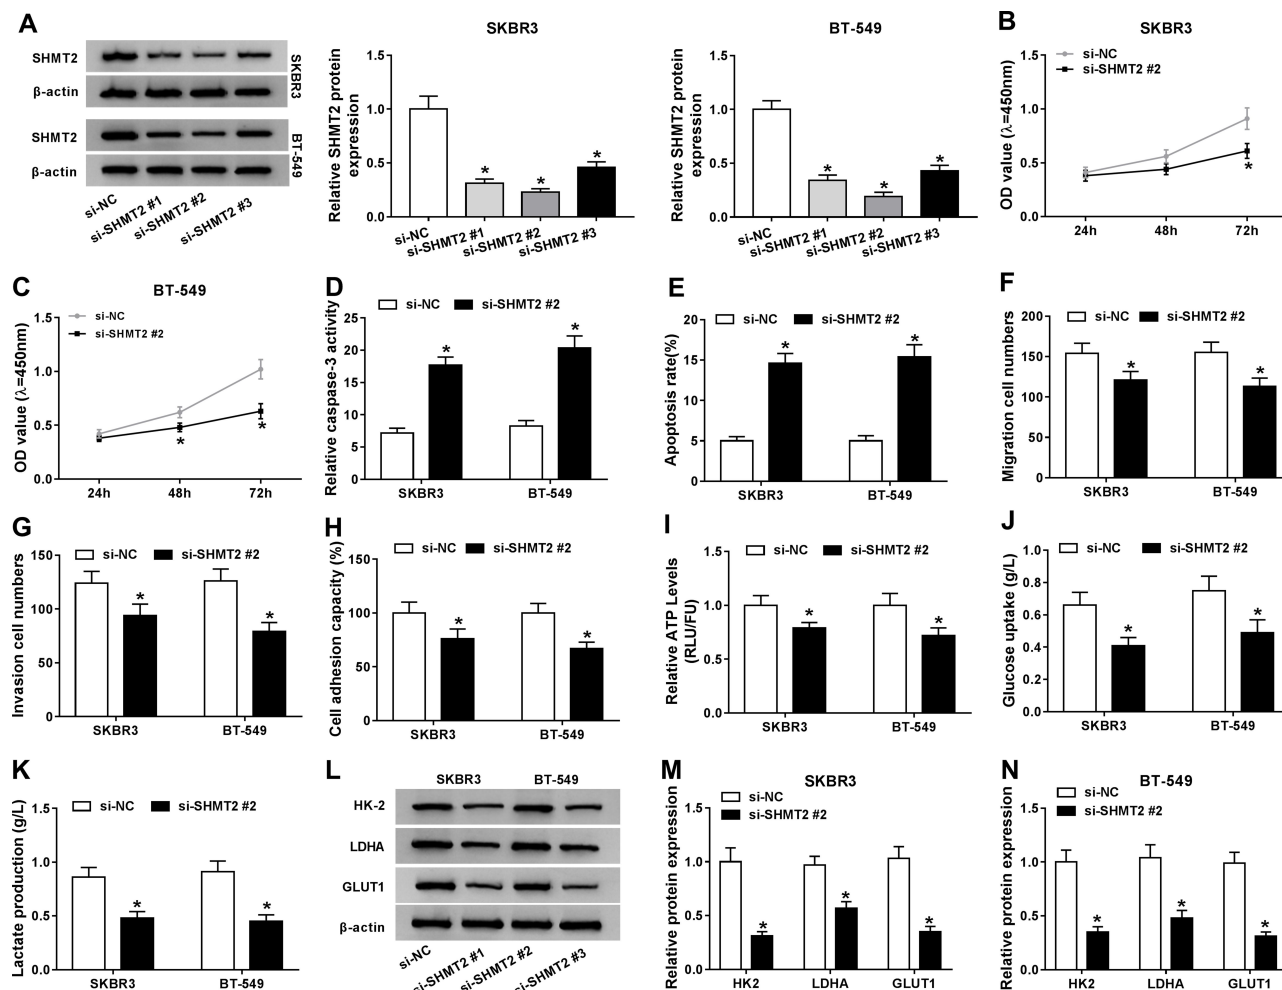 A
SHMT2
β-actin
SKBR3
SHMT2
β-actin
BT-549
si-NC
si-SHMT2 #1
si-SHMT2 #2
si-SHMT2 #3
SKBR3
Relative SHMT2 protein
expression
1.5
1.0
0.5
0.0
*
*
*
si-NC
si-SHMT2 #1
si-SHMT2 #2
si-SHMT2 #3
BT-549
Relative SHMT2 protein
expression
1.5
1.0
0.5
0.0
*
*
*
si-NC
si-SHMT2 #1
si-SHMT2 #2
si-SHMT2 #3
B
SKBR3
si-NC
si-SHMT2 #2
OD value (λ=450nm)
1.5
1.0
0.5
0.0
*
24h 48h 72h
C
BT-549
si-NC
si-SHMT2 #2
OD value (λ=450nm)
1.5
1.0
0.5
0.0
* *
24h 48h 72h
D
si-NC si-SHMT2 #2
Relative caspase-3 activity
25
20
15
10
5
0
* *
SKBR3 BT-549
E
si-NC si-SHMT2 #2
Apoptosis rate(%)
20
15
10
5
0
* *
SKBR3 BT-549
F
si-NC si-SHMT2 #2
Migration cell numbers
200
150
100
50
0
* *
SKBR3 BT-549
G
si-NC si-SHMT2 #2
Invasion cell numbers
150
100
50
0
* *
SKBR3 BT-549
H
si-NC si-SHMT2 #2
Cell adhesion capacity (%)
150
100
50
0
* *
SKBR3 BT-549
I
si-NC si-SHMT2 #2
Relative ATP Levels
(RLU/FU)
1.5
1.0
0.5
0.0
* *
SKBR3 BT-549
J
si-NC si-SHMT2 #2
Glucose uptake (g/L)
1.0
0.8
0.6
0.4
0.2
0.0
* *
SKBR3 BT-549
K
si-NC si-SHMT2 #2
Lactate production (g/L)
1.5
1.0
0.5
0.0
* *
SKBR3 BT-549
L
SKBR3 BT-549
HK-2
LDHA
GLUT1
β-actin
si-NC
si-SHMT2 #1
si-SHMT2 #2
si-SHMT2 #3
M
SKBR3
si-NC
si-SHMT2 #2
Relative protein expression
1.5
1.0
0.5
0.0
* * *
HK2 LDHA GLUT1
N
BT-549
si-NC
si-SHMT2 #2
Relative protein expression
1.5
1.0
0.5
0.0
* * *
HK2 LDHA GLUT1